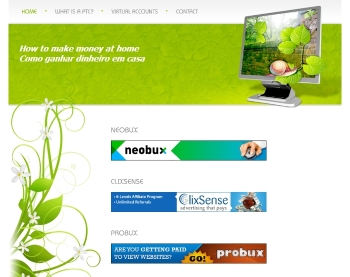 HOME • WHAT IS A PTC? • VIRTUAL ACCOUNTS • CONTACT
How to make money at home
Como ganhar dinheiro em casa
NEOBUX
neobux
CLIXSENSE
• 8 Levels Affiliate Program
• Unlimited Referrals
ClixSense
advertising that pays
PROBUX
ARE YOU GETTING PAID
TO VIEW WEBSITES?
GO!
probux